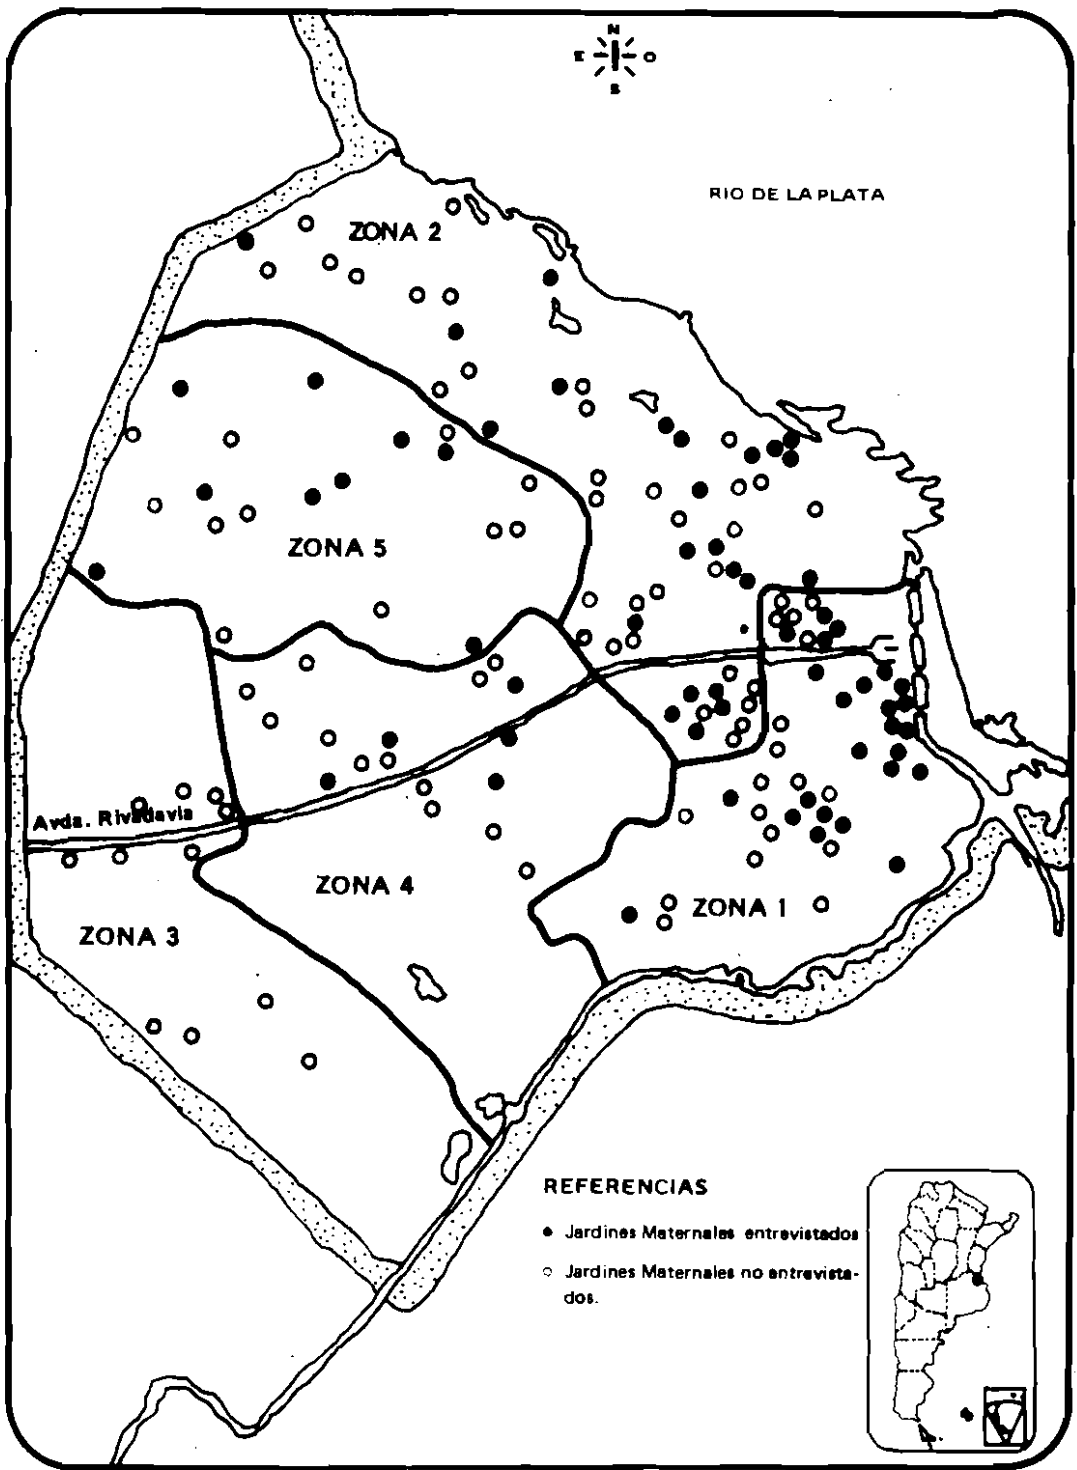 N
E O
S
RIO DE LA PLATA
ZONA 2
ZONA 5
Avda. Rivadavia
ZONA 4
ZONA 1
ZONA 3
REFERENCIAS
● Jardines Maternales entrevistados
○ Jardines Maternales no entrevista-
dos.